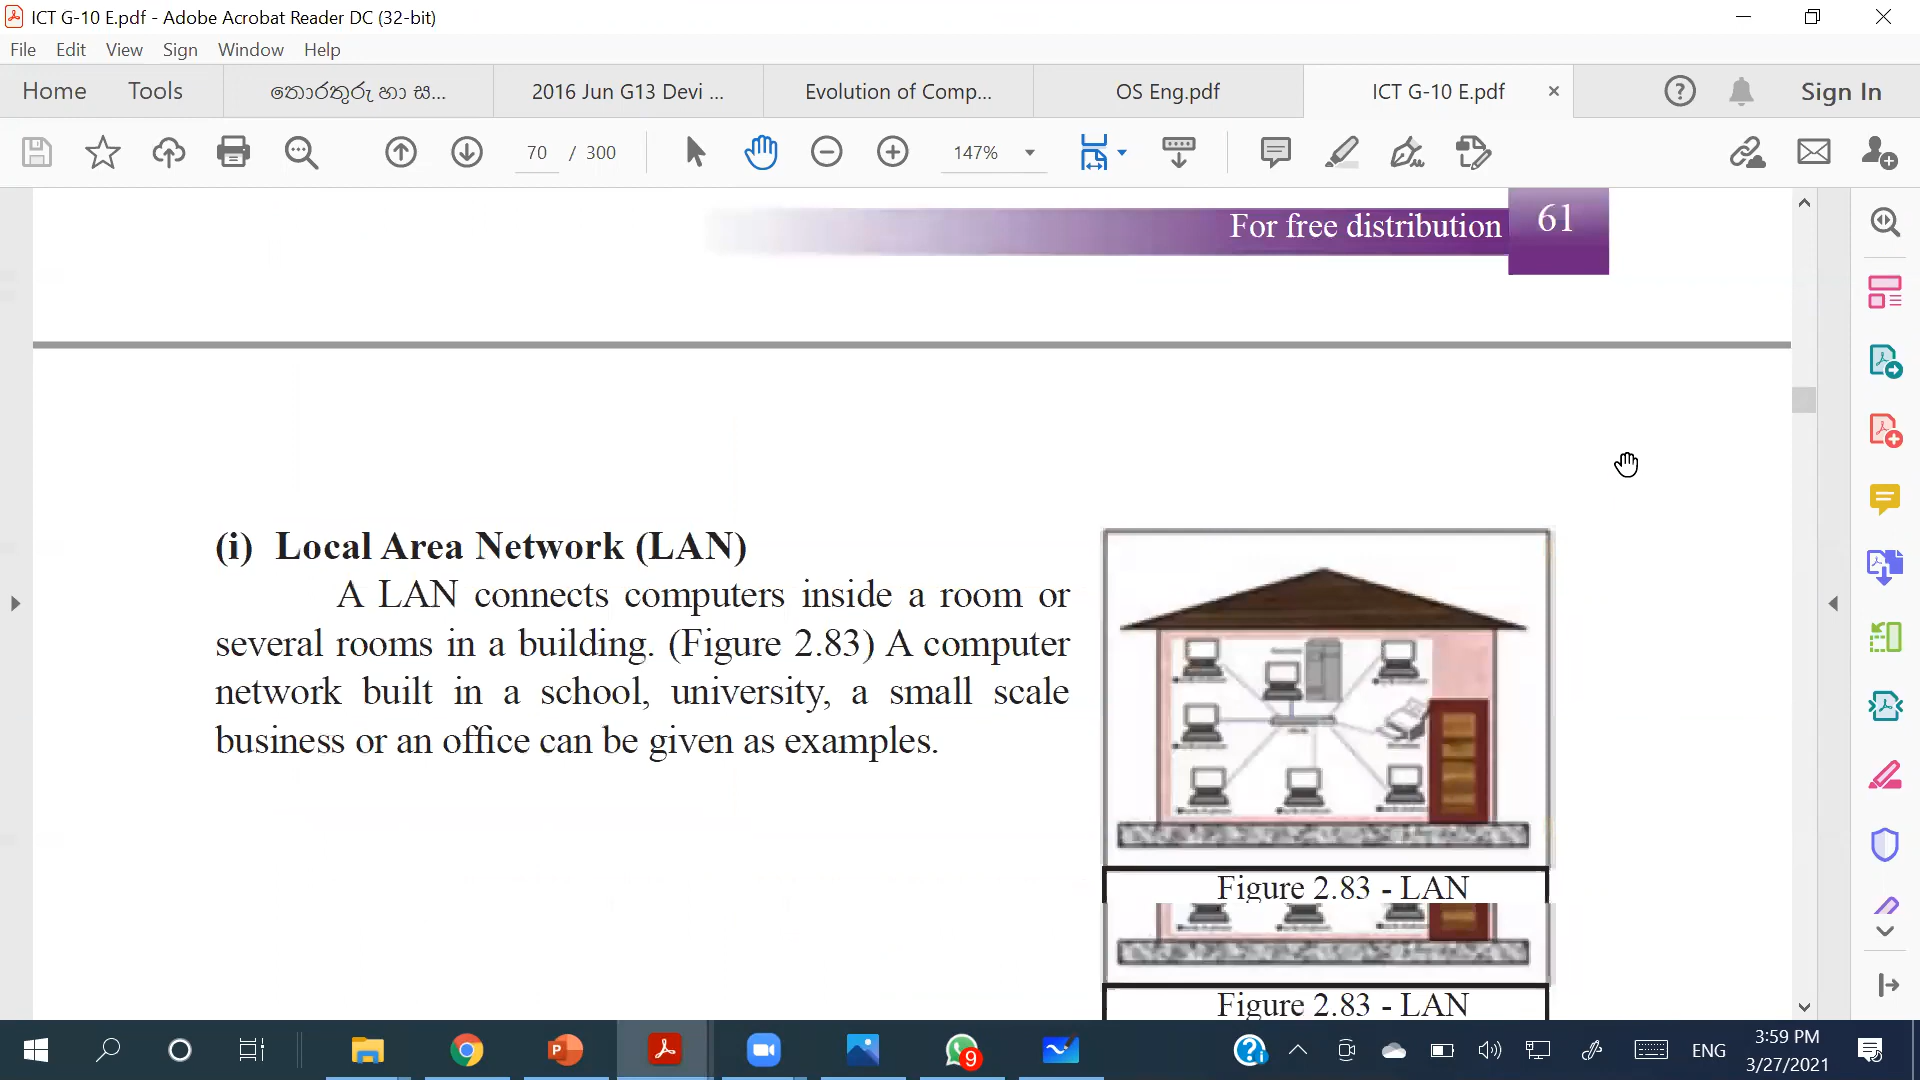 ICT G-10 E.pdf - Adobe Acrobat Reader DC (32-bit)
File Edit View Sign Window Help
Home Tools තොරතුරු හා ස... 2016 Jun G13 Devi ... Evolution of Comp... OS Eng.pdf ICT G-10 E.pdf Sign In
70 / 300 147%
For free distribution 61
(i) Local Area Network (LAN)
A LAN connects computers inside a room or
several rooms in a building. (Figure 2.83) A computer
network built in a school, university, a small scale
business or an office can be given as examples.
Figure 2.83 - LAN
Figure 2.83 - LAN
9
ENG
3:59 PM
3/27/2021